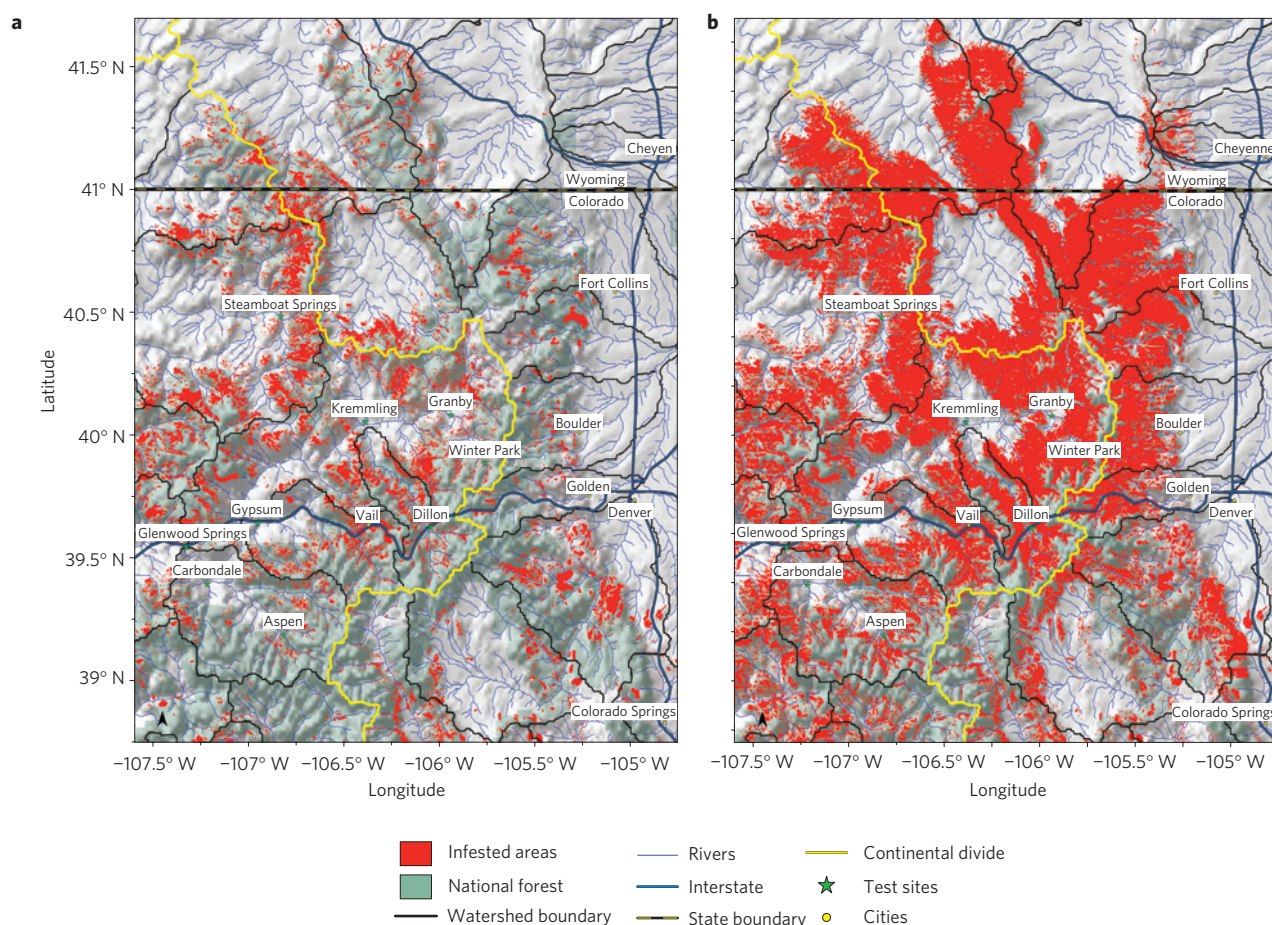 a
b
41.5° N
41° N
40.5° N
40° N
39.5° N
39° N
Latitude
Cheyen
Wyoming
Colorado
Fort Collins
Steamboat Springs
Kremmling
Granby
Boulder
Winter Park
Golden
Gypsum
Vail
Dillon
Denver
Glenwood Springs
Carbondale
Aspen
Colorado Springs
−107.5° W
−107° W
−106.5° W
−106° W
−105.5° W
−105° W
Longitude
Cheyenne
Wyoming
Colorado
Fort Collins
Steamboat Springs
Kremmling
Granby
Boulder
Winter Park
Golden
Gypsum
Vail
Dillon
Denver
Glenwood Springs
Carbondale
Aspen
Colorado Springs
−107.5° W
−107° W
−106.5° W
−106° W
−105.5° W
−105° W
Longitude
Infested areas
Rivers
Continental divide
National forest
Interstate
Test sites
Watershed boundary
State boundary
Cities